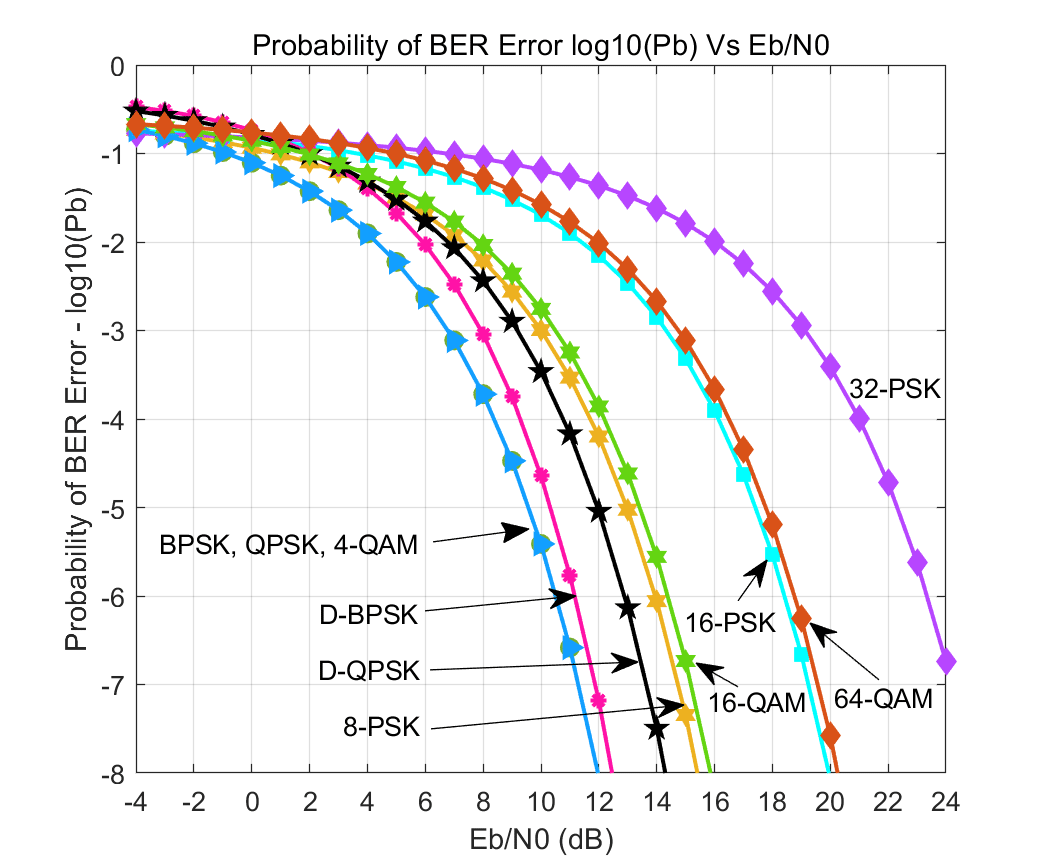 Probability of BER Error log10(Pb) Vs Eb/N0
Probability of BER Error - log10(Pb)
0
-1
-2
-3
-4
-5
-6
-7
-8
32-PSK
BPSK, QPSK, 4-QAM
D-BPSK
16-PSK
D-QPSK
64-QAM
16-QAM
8-PSK
-4 -2 0 2 4 6 8 10 12 14 16 18 20 22 24
Eb/N0 (dB)